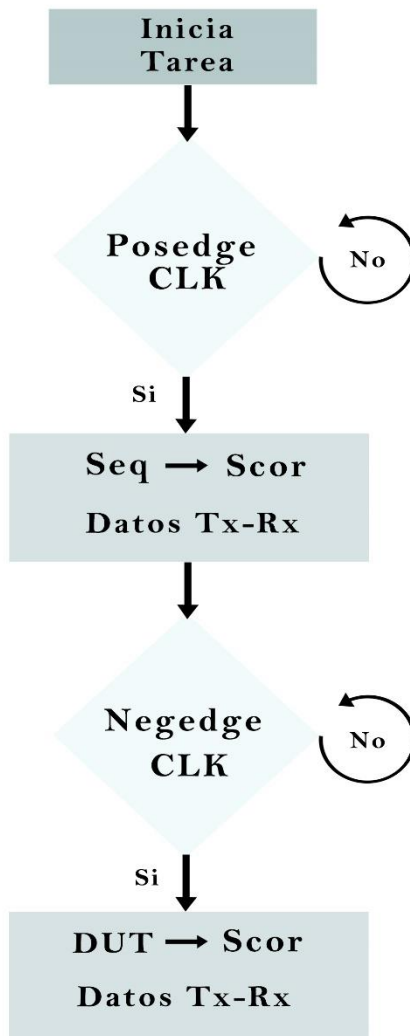 Inicia
Tarea
Posedge
CLK
No
Si
Seq → Scor
Datos Tx-Rx
Negedge
CLK
No
Si
DUT → Scor
Datos Tx-Rx